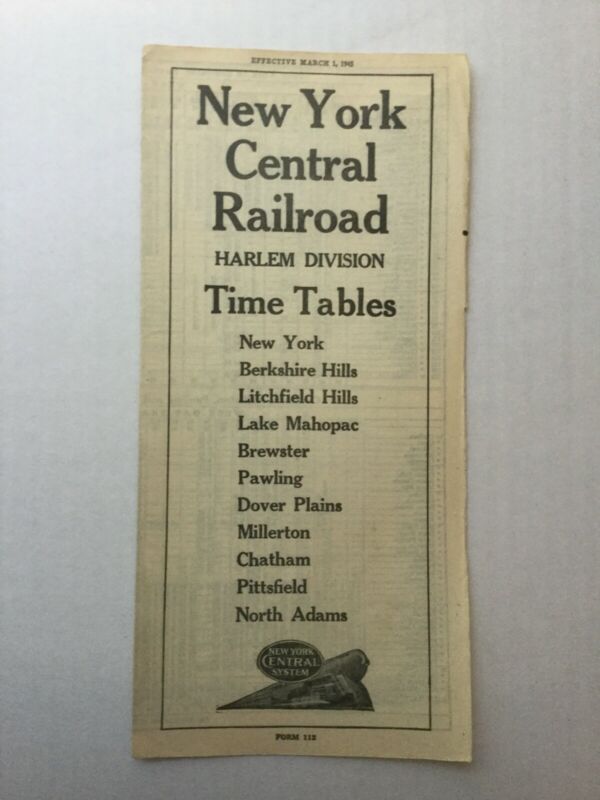 EFFECTIVE MARCH 1, 1945
New York
Central
Railroad
HARLEM DIVISION
Time Tables
New York
Berkshire Hills
Litchfield Hills
Lake Mahopac
Brewster
Pawling
Dover Plains
Millerton
Chatham
Pittsfield
North Adams
NEW YORK
CENTRAL
SYSTEM
FORM 112